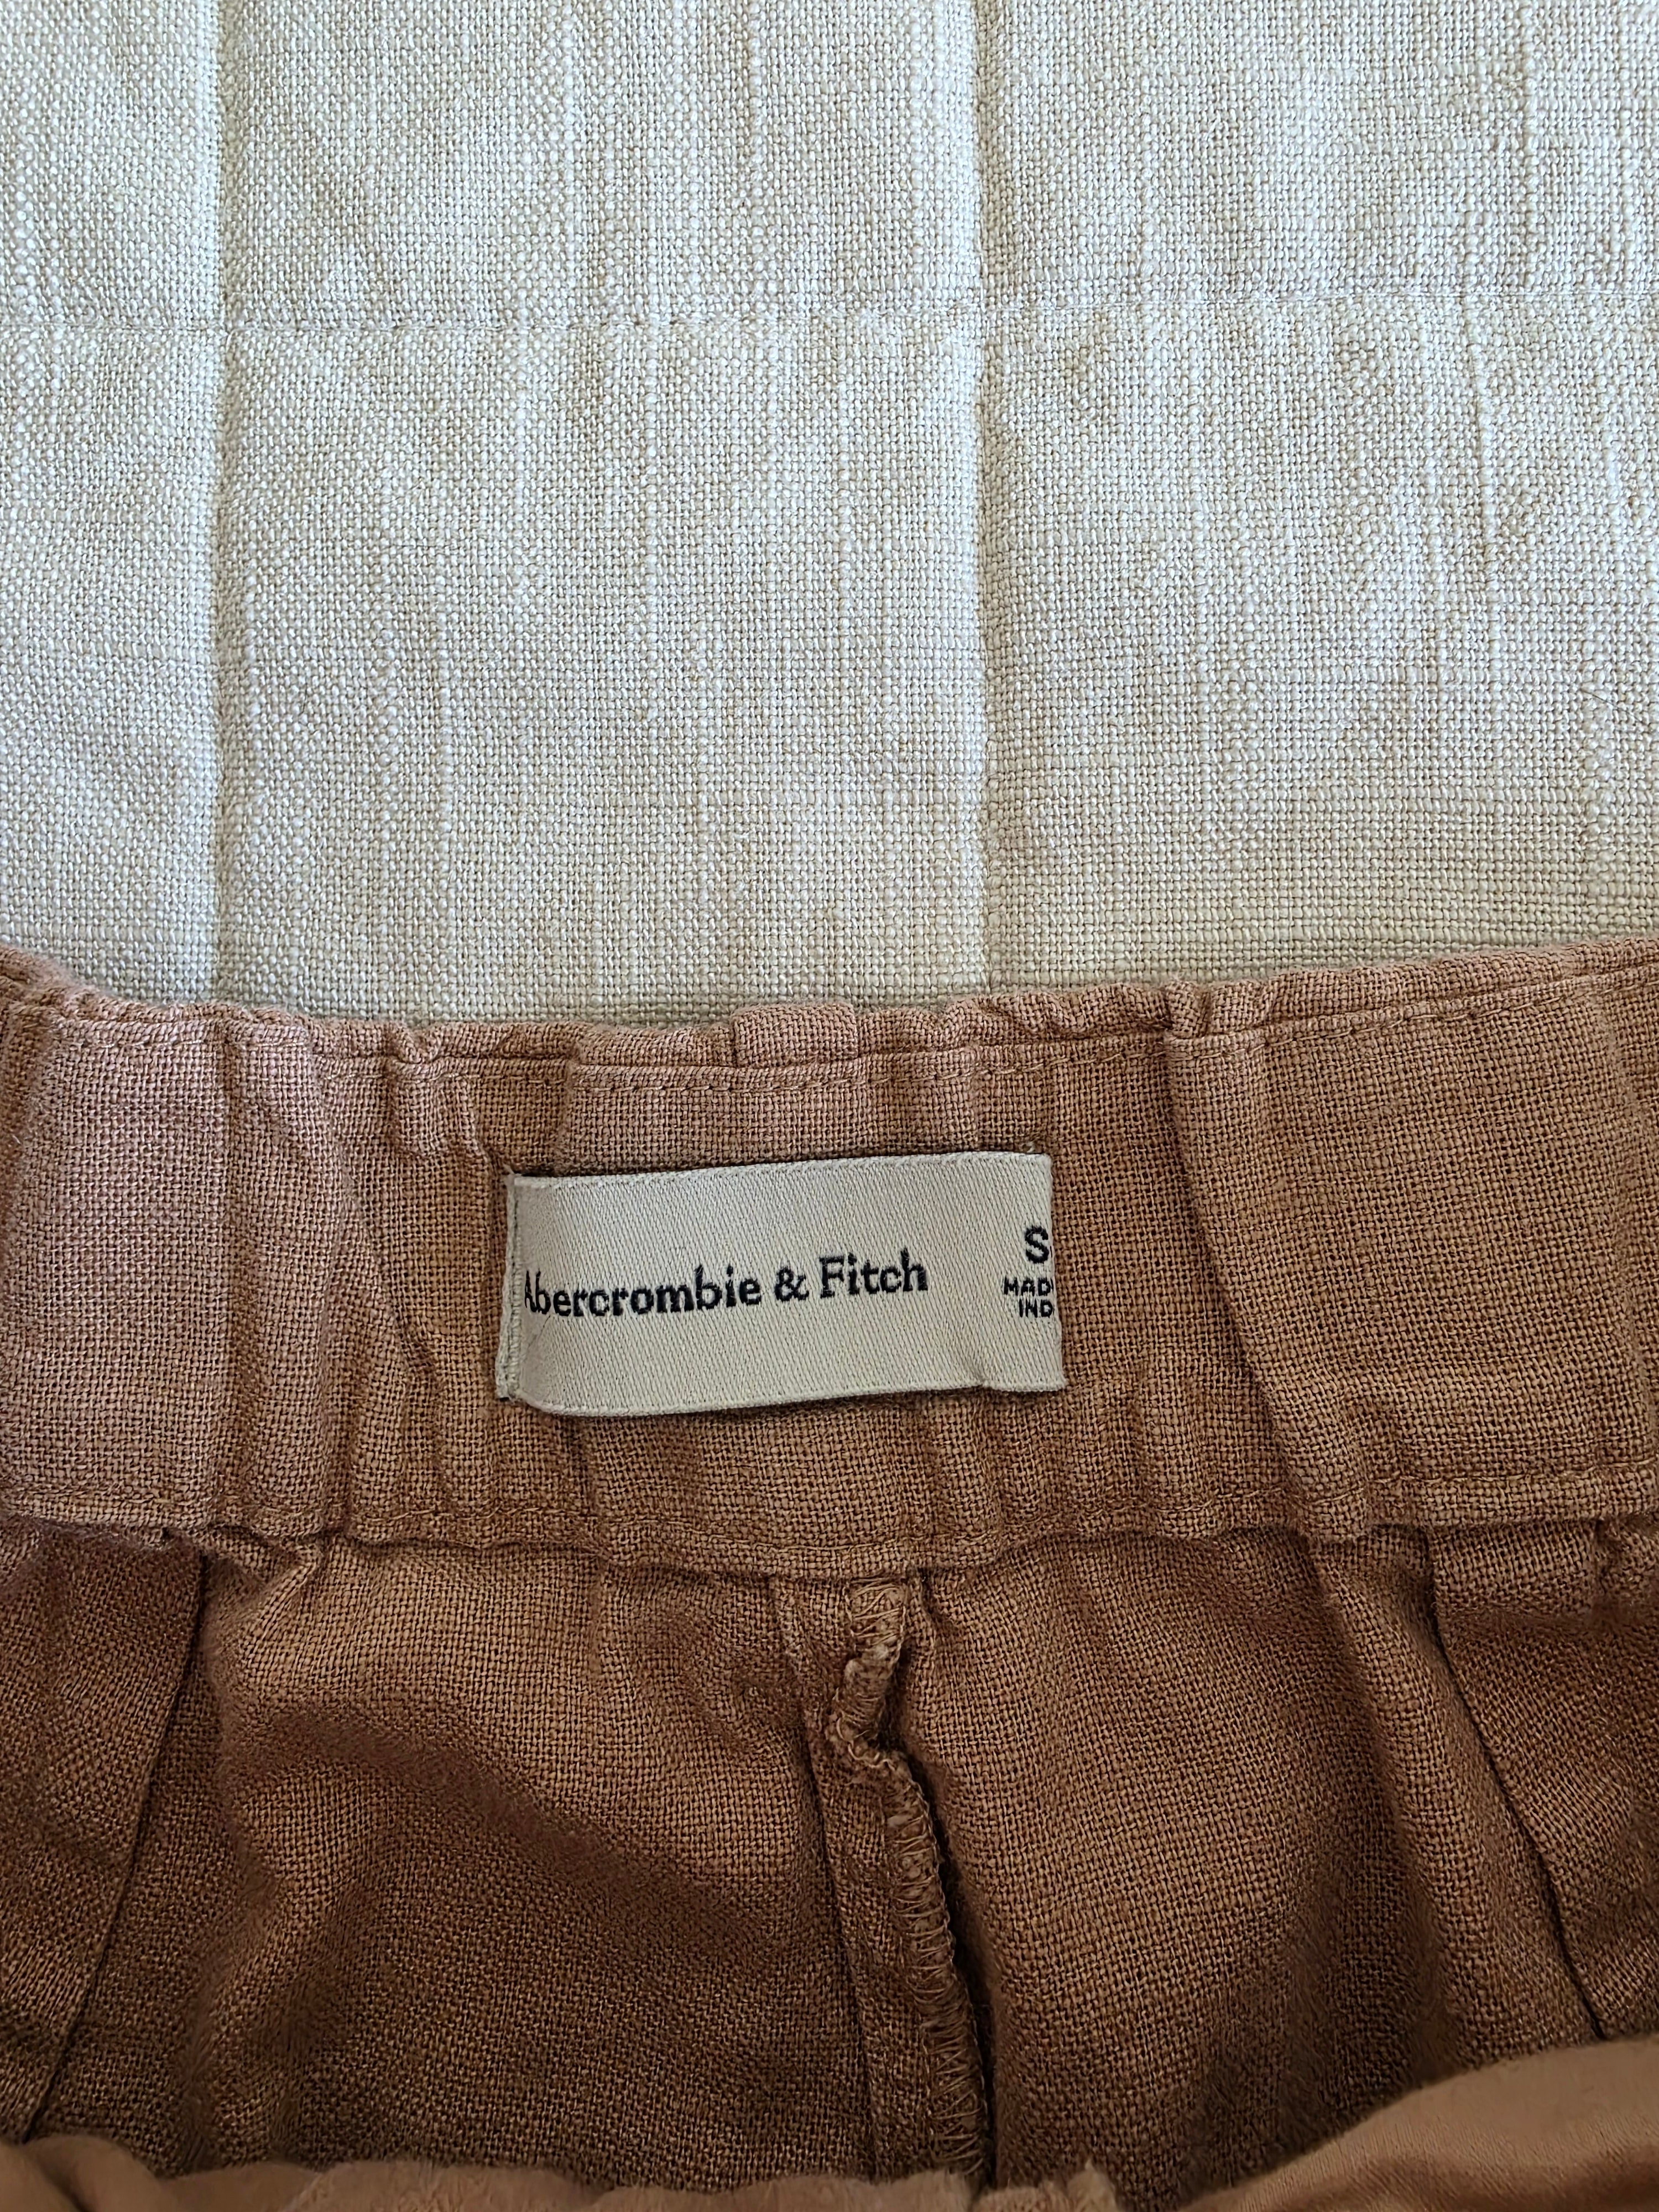 Abercrombie & Fitch
S
MAD
IND